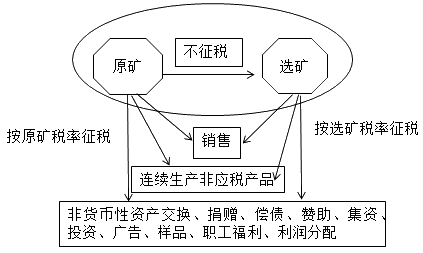 不征税
原矿
选矿
按原矿税率征税
销售
按选矿税率征税
连续生产非应税产品
非货币性资产交换、捐赠、偿债、赞助、集资、
投资、广告、样品、职工福利、利润分配